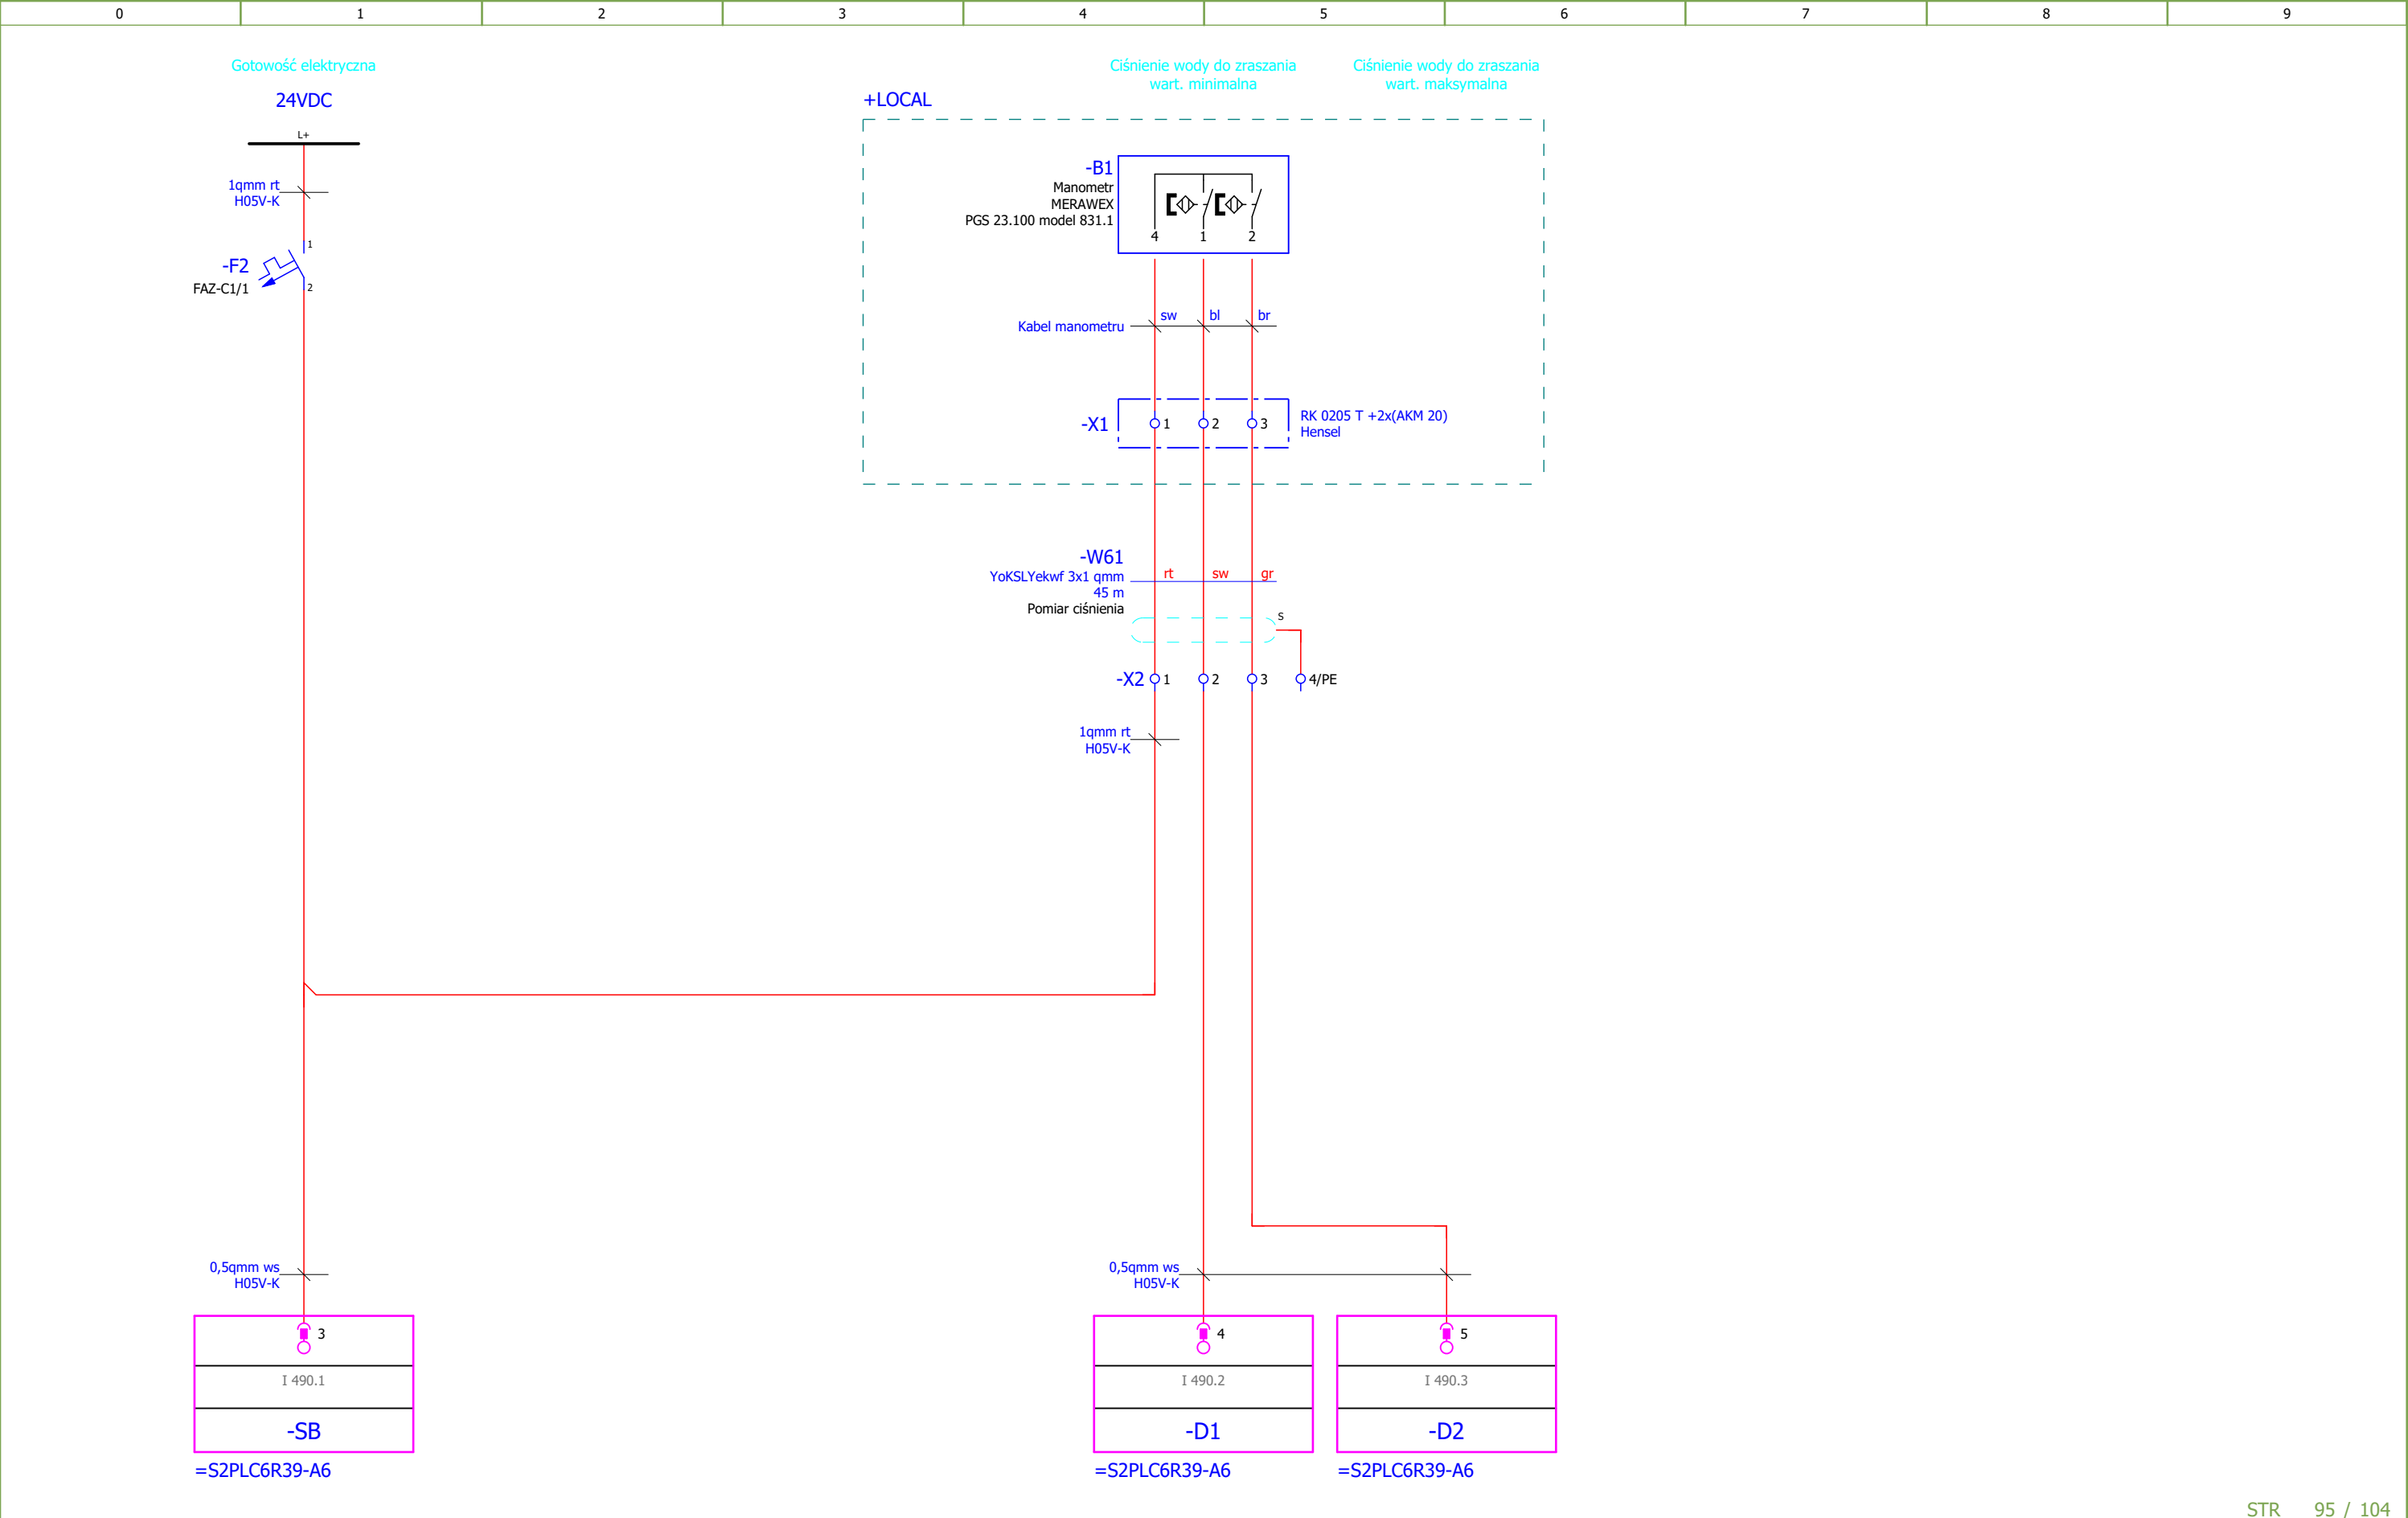 0 1 2 3 4 5 6 7 8 9
Gotowość elektryczna
24VDC
L+
1qmm rt
H05V-K
1
-F2
FAZ-C1/1
2
Ciśnienie wody do zraszania
wart. minimalna
Ciśnienie wody do zraszania
wart. maksymalna
+LOCAL
-B1
Manometr
MERAWEX
PGS 23.100 model 831.1
4 1 2
sw bl br
Kabel manometru
-X1
1 2 3
RK 0205 T +2x(AKM 20)
Hensel
-W61
YoKSLYekwf 3x1 qmm
45 m
Pomiar ciśnienia
rt sw gr
S
-X2 1 2 3 4/PE
1qmm rt
H05V-K
0,5qmm ws
H05V-K
0,5qmm ws
H05V-K
3
I 490.1
-SB
=S2PLC6R39-A6
4
I 490.2
-D1
=S2PLC6R39-A6
5
I 490.3
-D2
=S2PLC6R39-A6
STR 95 / 104